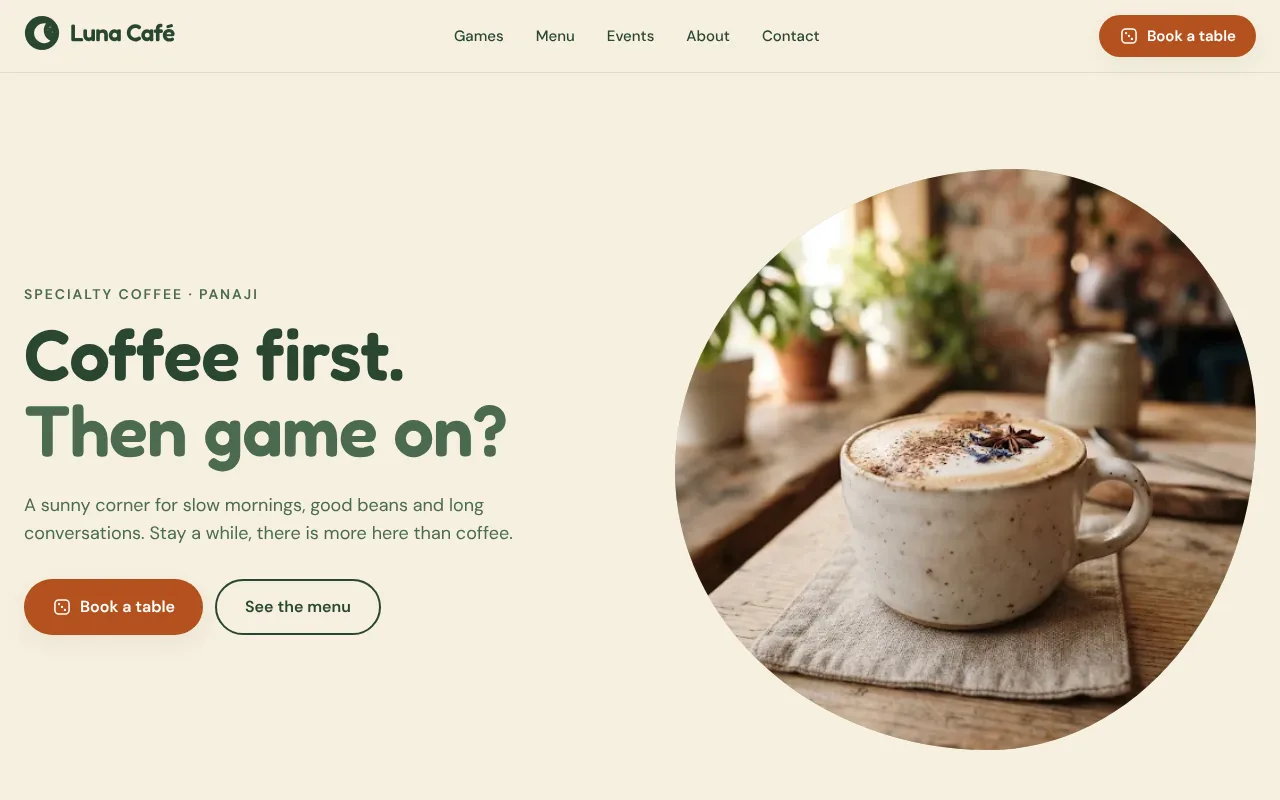 Luna Café
Games
Menu
Events
About
Contact
Book a table
SPECIALTY COFFEE · PANAJI
Coffee first.
Then game on?
A sunny corner for slow mornings, good beans and long
conversations. Stay a while, there is more here than coffee.
Book a table
See the menu